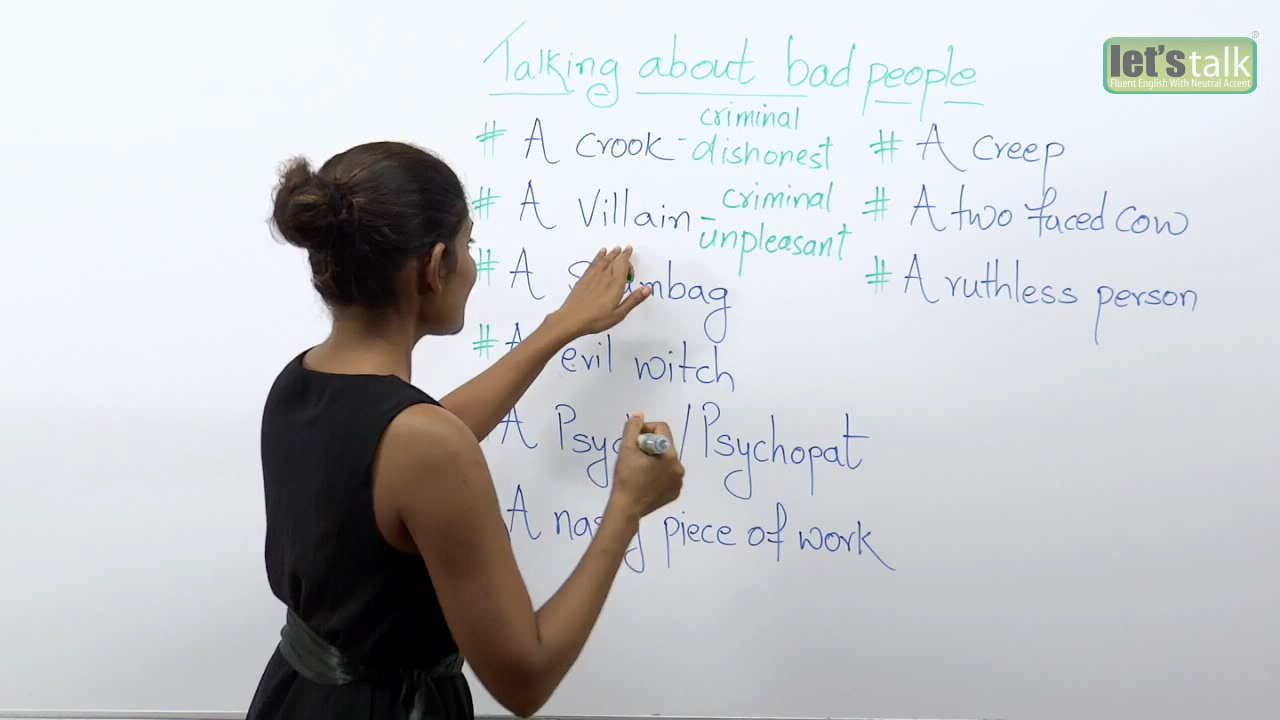 Talking about bad people
# A crook - criminal
dishonest
# A Villain - criminal
unpleasant
# A
# evil witch
A / Psychopat
A piece of work
# A creep
# A two faced cow
# A ruthless person
let's talk®
Fluent English With Neutral Accent